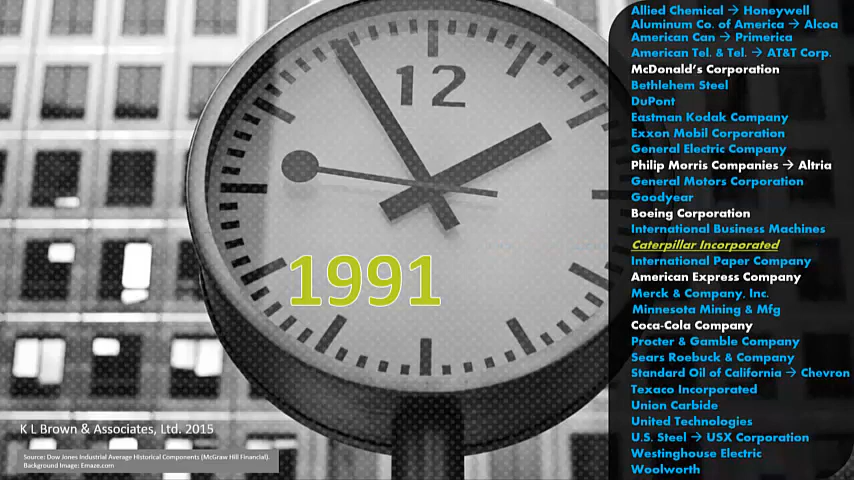 12
1991
K L Brown & Associates, Ltd. 2015
Source: Dow Jones Industrial Average Historical Components (McGraw Hill Financial).
Background Image: Emaze.com
Allied Chemical → Honeywell
Aluminum Co. of America → Alcoa
American Can → Primerica
American Tel. & Tel. → AT&T Corp.
McDonald's Corporation
Bethlehem Steel
DuPont
Eastman Kodak Company
Exxon Mobil Corporation
General Electric Company
Philip Morris Companies → Altria
General Motors Corporation
Goodyear
Boeing Corporation
International Business Machines
Caterpillar Incorporated
International Paper Company
American Express Company
Merck & Company, Inc.
Minnesota Mining & Mfg
Coca-Cola Company
Procter & Gamble Company
Sears Roebuck & Company
Standard Oil of California → Chevron
Texaco Incorporated
Union Carbide
United Technologies
U.S. Steel → USX Corporation
Westinghouse Electric
Woolworth